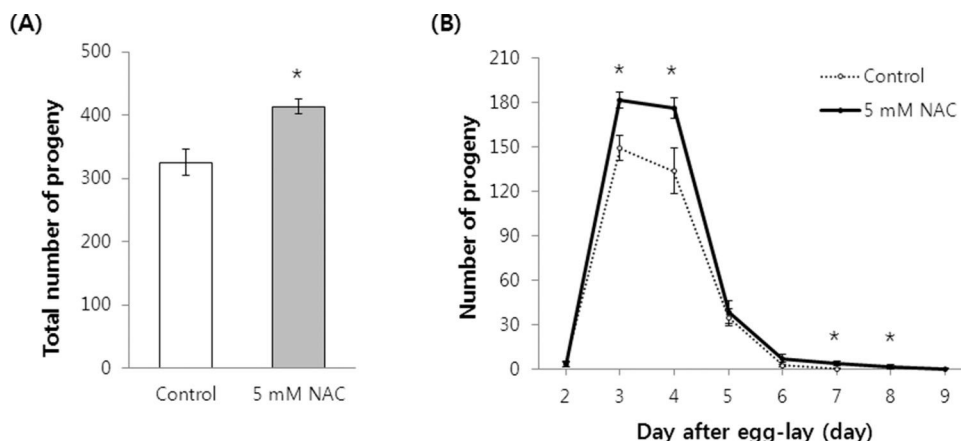 (A)
Total number of progeny
500
400
300
200
100
0
*
Control
5 mM NAC
(B)
Number of progeny
210
180
150
120
90
60
30
0
* * * *
Control
5 mM NAC
2 3 4 5 6 7 8 9
Day after egg-lay (day)